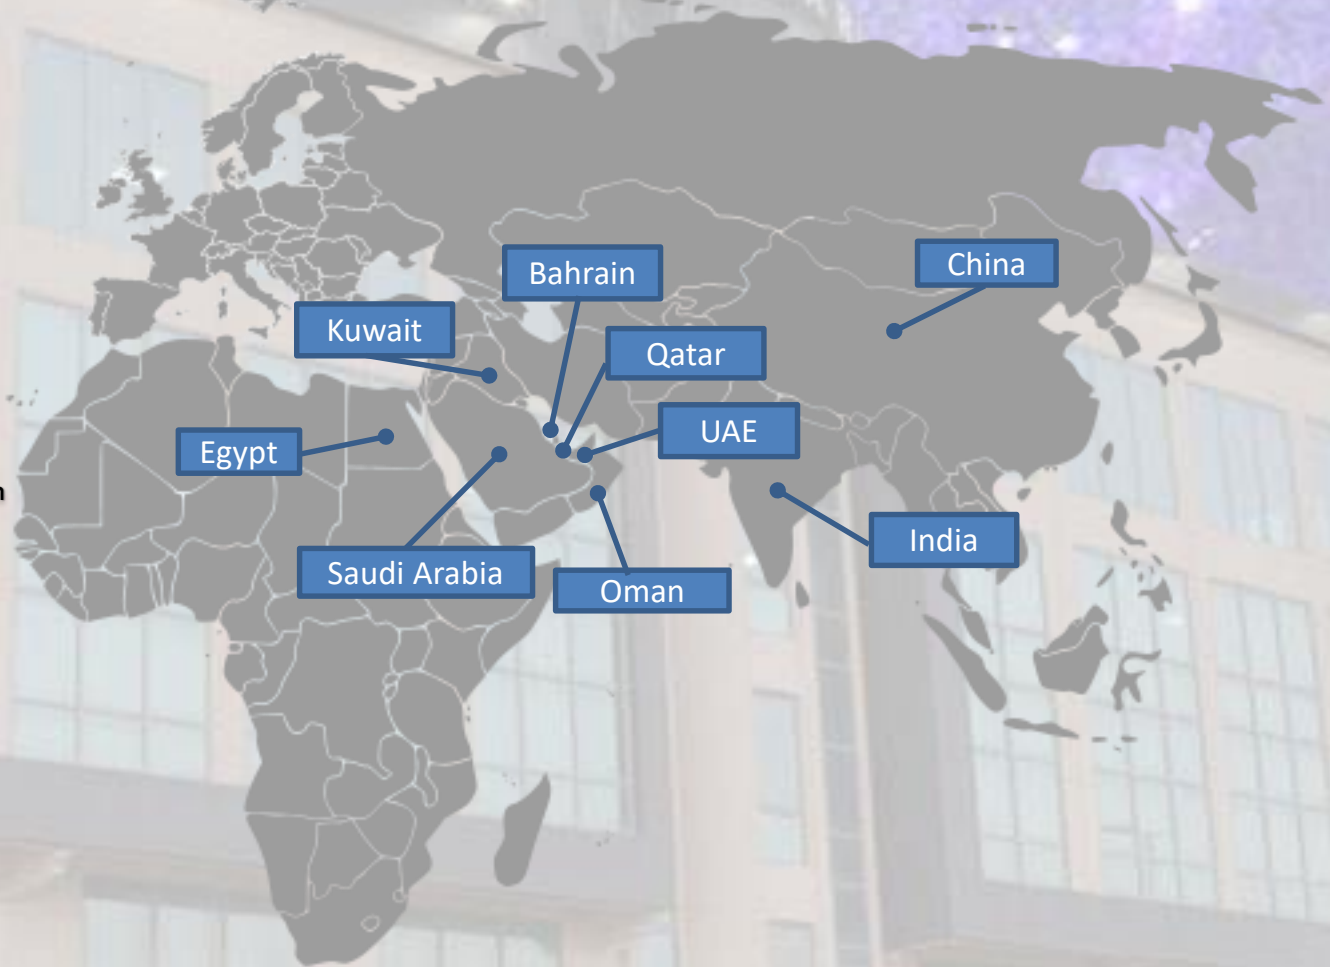 Bahrain
China
Kuwait
Qatar
UAE
Egypt
n
India
Saudi Arabia
Oman